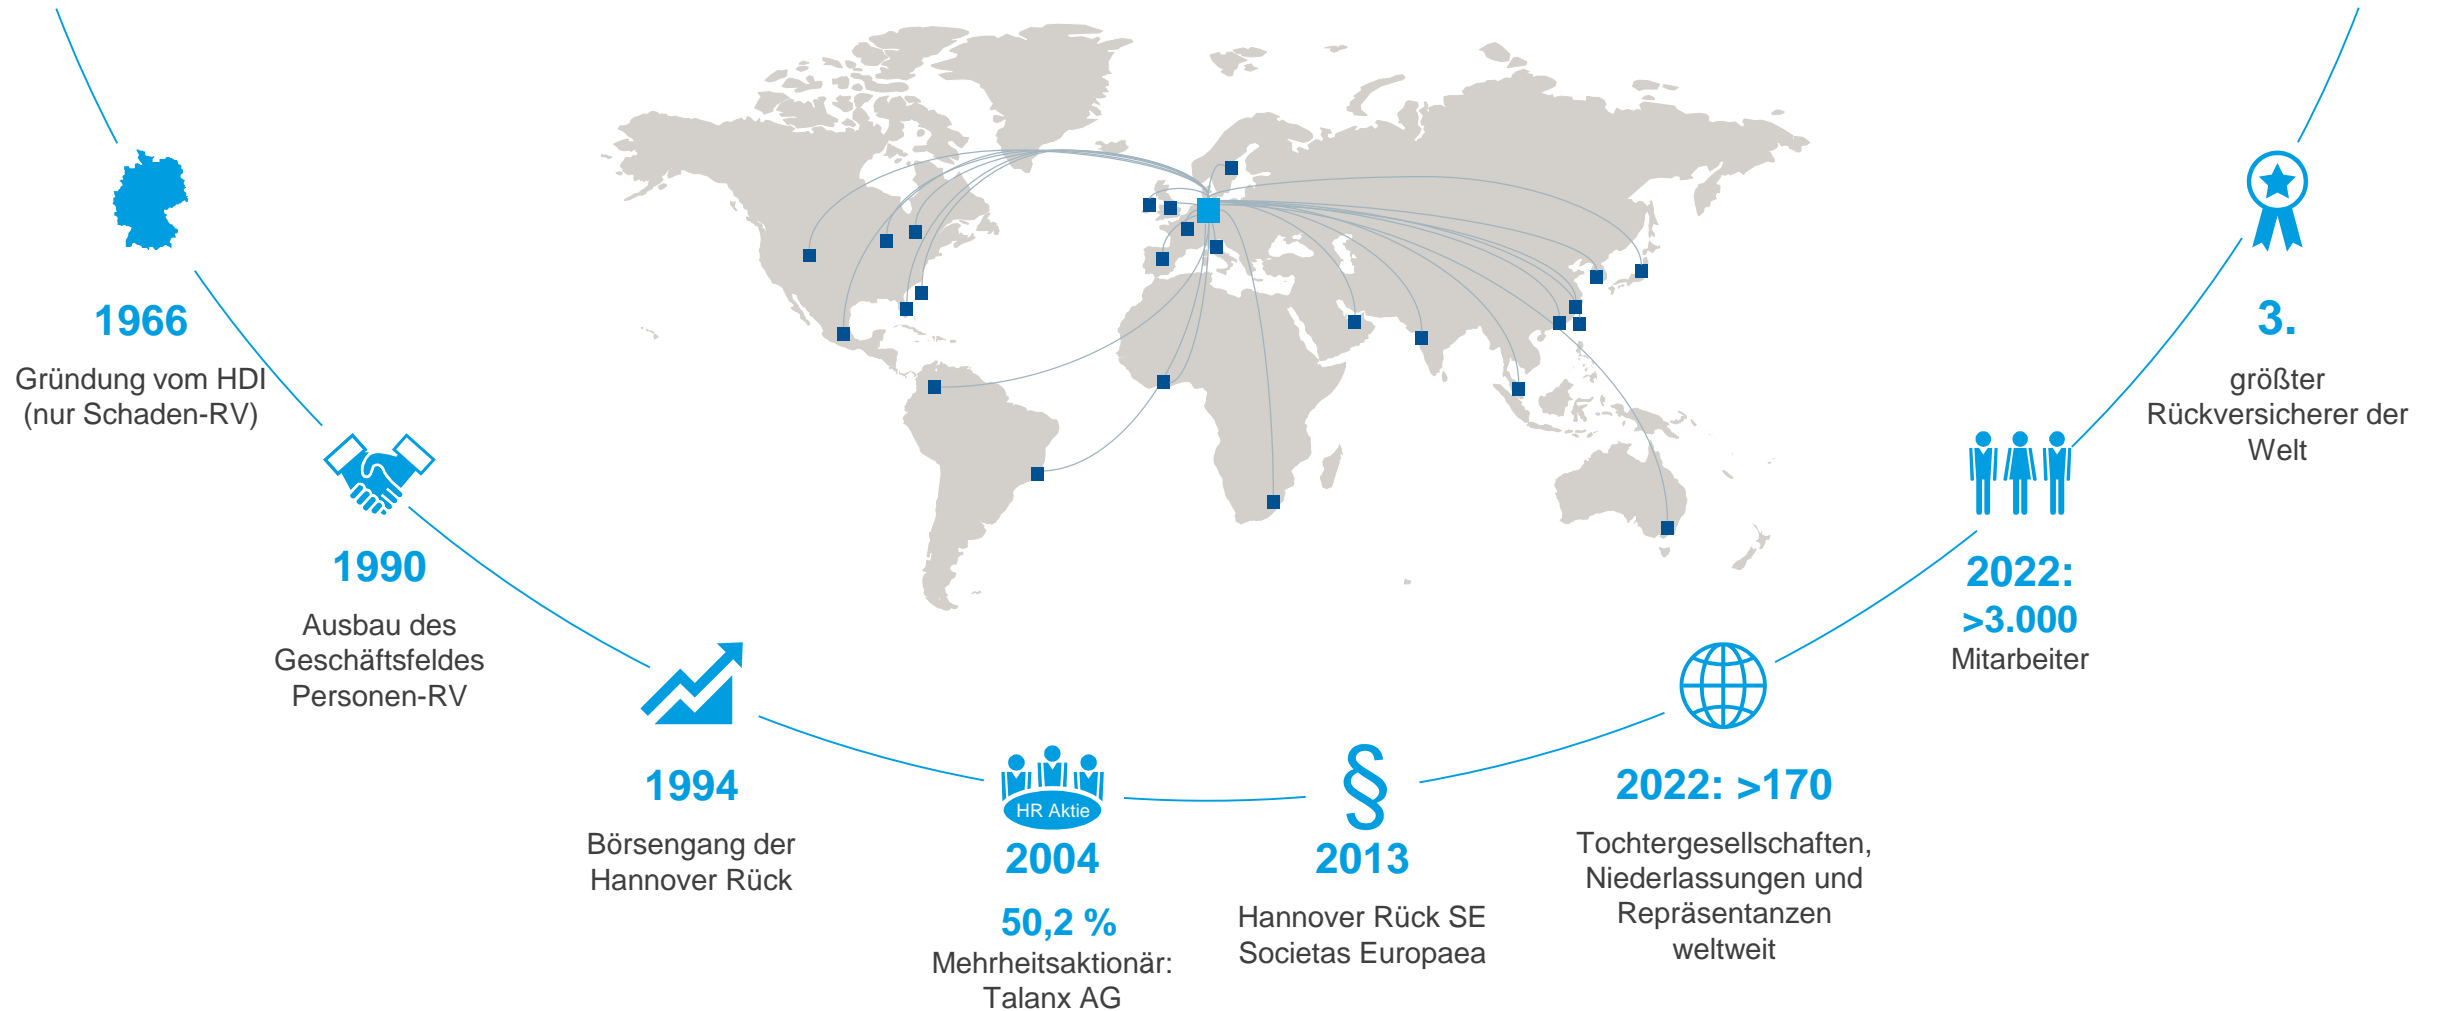 1966
Gründung vom HDI
(nur Schaden-RV)
1990
Ausbau des
Geschäftsfeldes
Personen-RV
1994
Börsengang der
Hannover Rück
HR Aktie
2004
50,2 %
Mehrheitsaktionär:
Talanx AG
§
2013
Hannover Rück SE
Societas Europaea
2022: >170
Tochtergesellschaften,
Niederlassungen und
Repräsentanzen
weltweit
2022:
>3.000
Mitarbeiter
3.
größter
Rückversicherer der
Welt